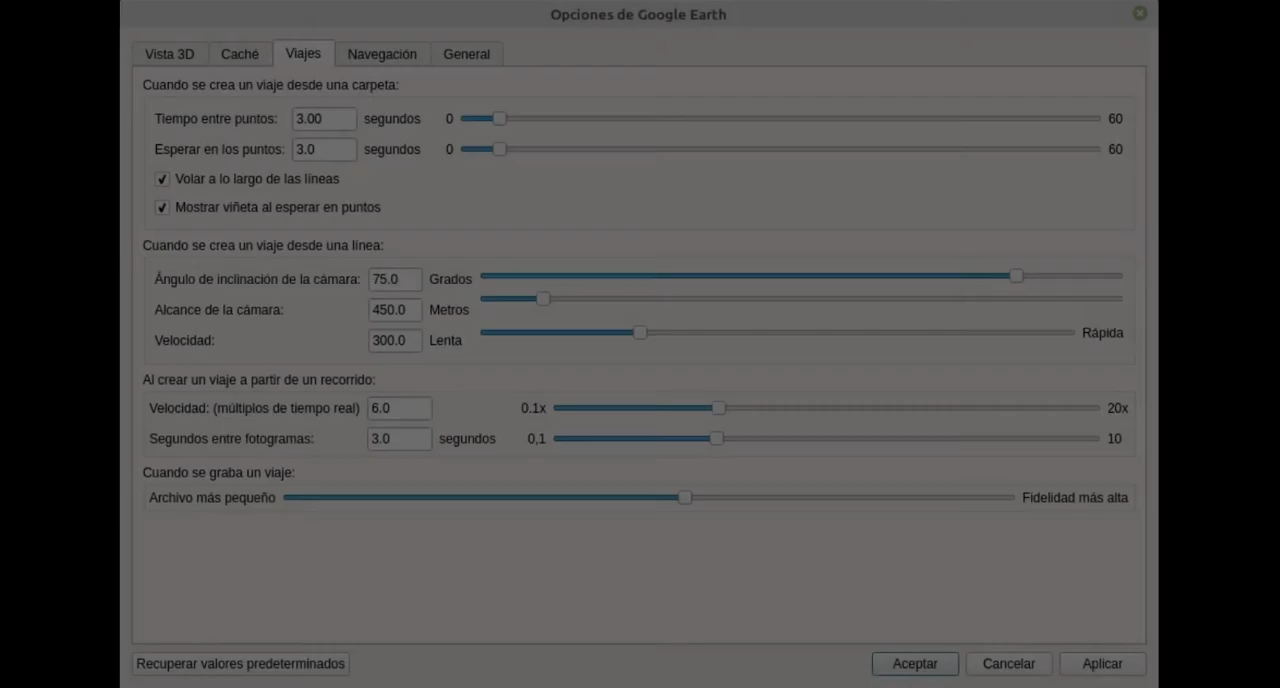 Opciones de Google Earth
Vista 3D Caché Viajes Navegación General
Cuando se crea un viaje desde una carpeta:
Tiempo entre puntos: 3.00 segundos 0 60
Esperar en los puntos: 3.0 segundos 0 60
Volar a lo largo de las líneas
Mostrar viñeta al esperar en puntos
Cuando se crea un viaje desde una línea:
Ángulo de inclinación de la cámara: 75.0 Grados
Alcance de la cámara: 450.0 Metros
Velocidad: 300.0 Lenta Rápida
Al crear un viaje a partir de un recorrido:
Velocidad: (múltiplos de tiempo real) 6.0 0.1x 20x
Segundos entre fotogramas: 3.0 segundos 0,1 10
Cuando se graba un viaje:
Archivo más pequeño Fidelidad más alta
Recuperar valores predeterminados Aceptar Cancelar Aplicar